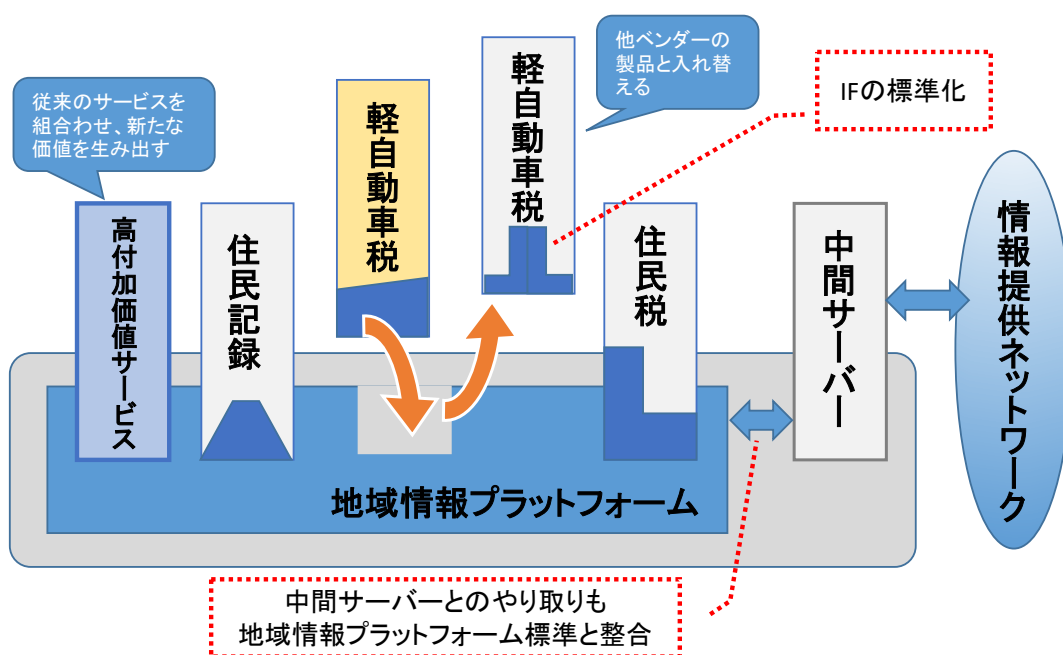 他ベンダーの
製品と入れ替
える
IFの標準化
従来のサービスを
組合わせ、新たな
価値を生み出す
高付加価値サービス
住民記録
軽自動車税
軽自動車税
住民税
中間サーバー
情報提供ネットワーク
地域情報プラットフォーム
中間サーバーとのやり取りも
地域情報プラットフォーム標準と整合